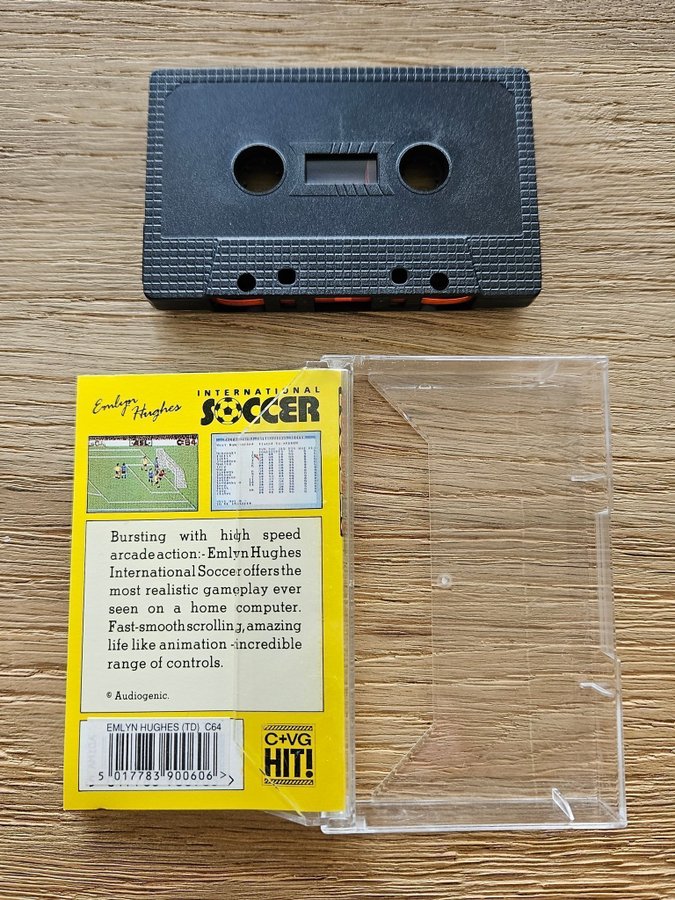 Emlyn Hughes
INTERNATIONAL
SOCCER
C64
Bursting with high speed
arcade action:- Emlyn Hughes
International Soccer offers the
most realistic gameplay ever
seen on a home computer.
Fast-smooth scrolling, amazing
life like animation -incredible
range of controls.
© Audiogenic.
EMLYN HUGHES (TD) C64
5 017783 900606 >
C+VG
HIT!